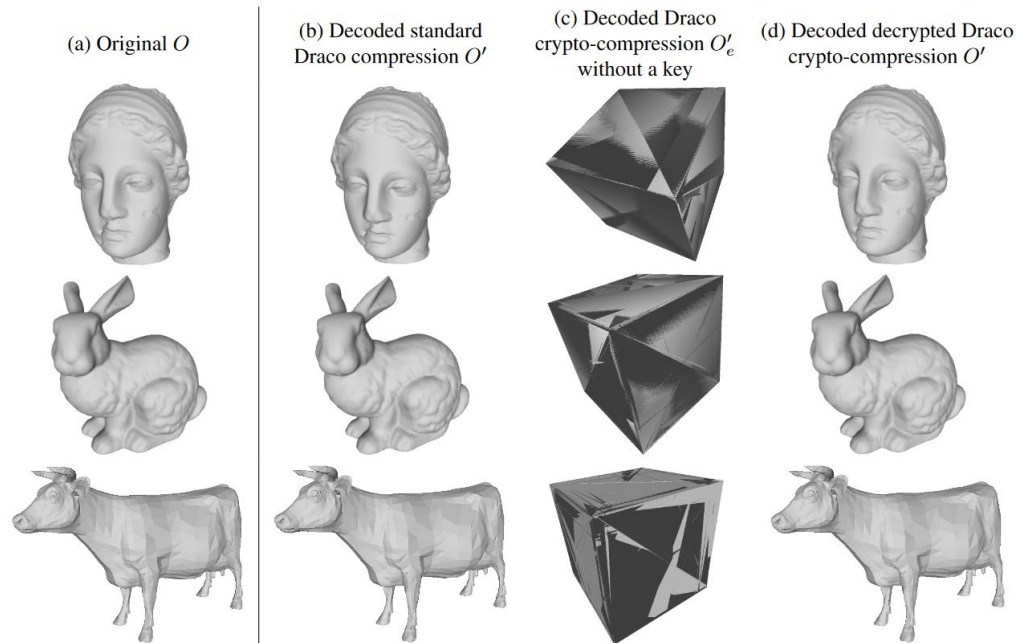 (a) Original O
(b) Decoded standard
Draco compression O′
(c) Decoded Draco
crypto-compression O′ₑ
without a key
(d) Decoded decrypted Draco
crypto-compression O′